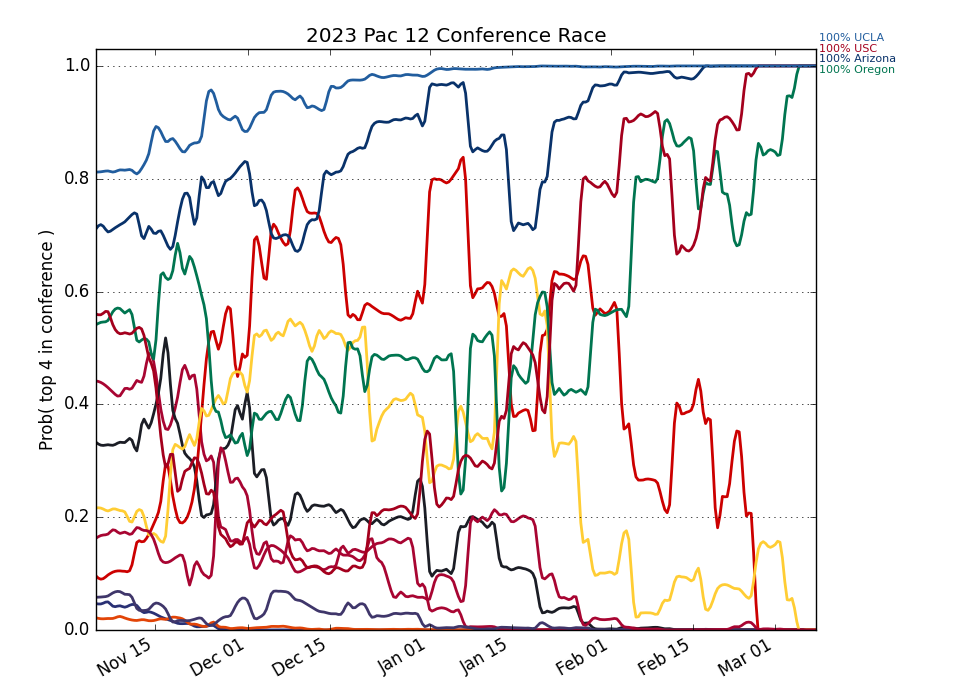 2023 Pac 12 Conference Race
100% UCLA
100% USC
100% Arizona
100% Oregon
Prob( top 4 in conference )
1.0
0.8
0.6
0.4
0.2
0.0
Nov 15
Dec 01
Dec 15
Jan 01
Jan 15
Feb 01
Feb 15
Mar 01